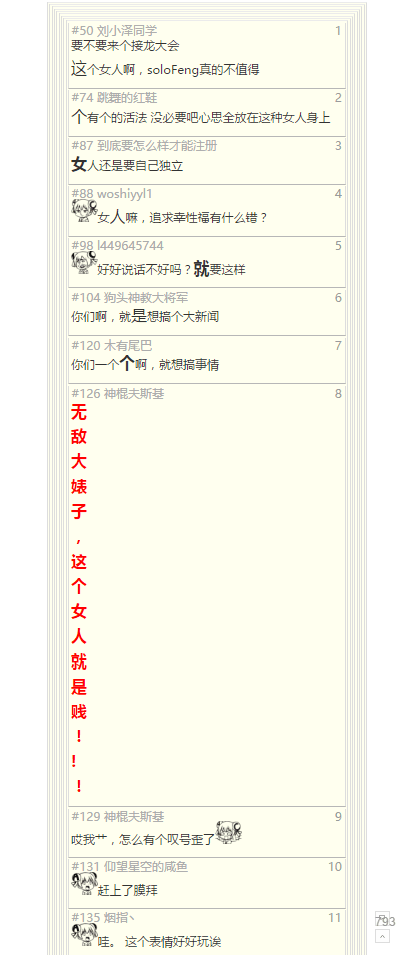 #50 刘小泽同学 1
要不要来个接龙大会
这个女人啊，soloFeng真的不值得
#74 跳舞的红鞋 2
个有个的活法 没必要吧心思全放在这种女人身上
#87 到底要怎么样才能注册 3
女人还是要自己独立
#88 woshiyyl1 4
女人嘛，追求幸性福有什么错？
#98 l449645744 5
好好说话不好吗？就要这样
#104 狗头神教大将军 6
你们啊，就是想搞个大新闻
#120 木有尾巴 7
你们一个个啊，就想搞事情
#126 神棍夫斯基 8
无
敌
大
婊
子
，
这
个
女
人
就
是
贱
！
！
！
#129 神棍夫斯基 9
哎我艹，怎么有个叹号歪了
#131 仰望星空的咸鱼 10
赶上了膜拜
#135 烟指丶 11
哇。 这个表情好好玩诶
793